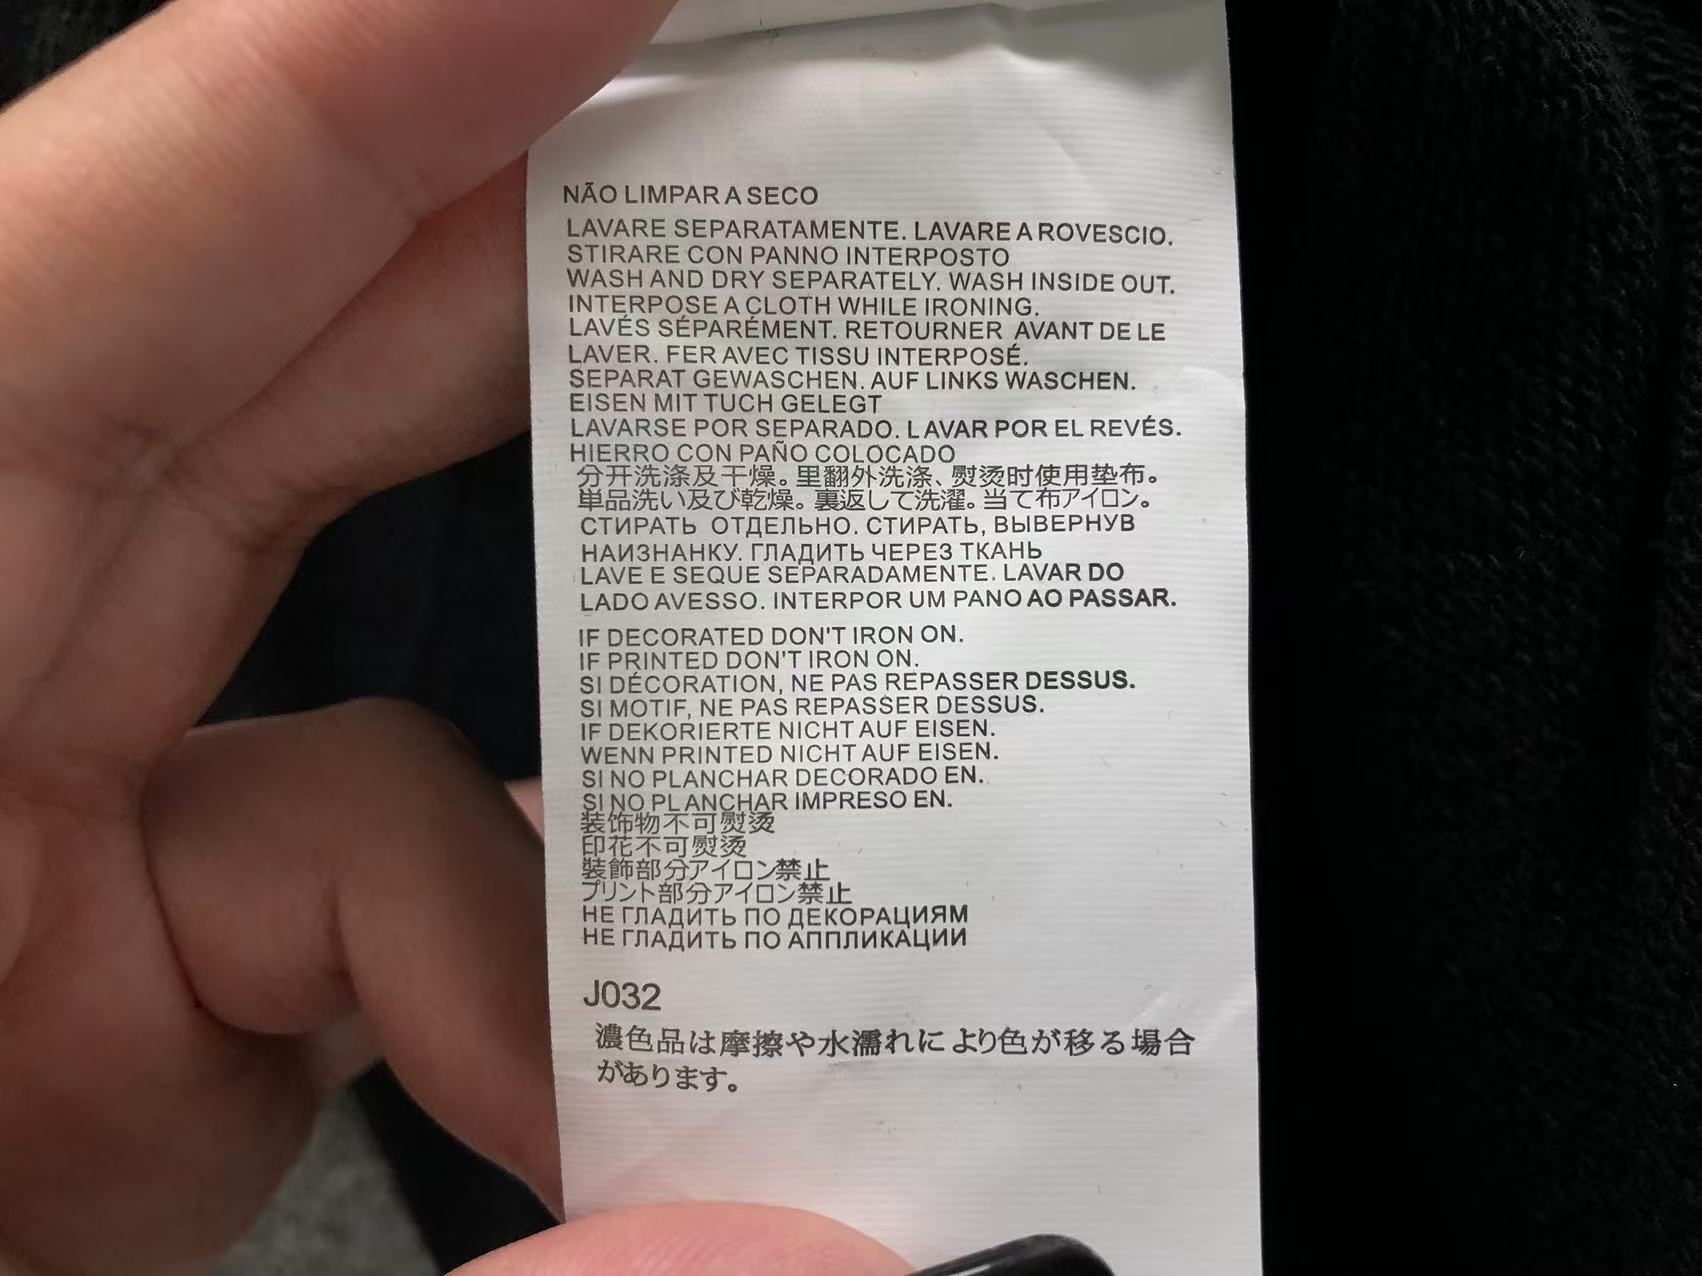 NÃO LIMPAR A SECO
LAVARE SEPARATAMENTE. LAVARE A ROVESCIO.
STIRARE CON PANNO INTERPOSTO
WASH AND DRY SEPARATELY. WASH INSIDE OUT.
INTERPOSE A CLOTH WHILE IRONING.
LAVÉS SÉPARÉMENT. RETOURNER AVANT DE LE
LAVER. FER AVEC TISSU INTERPOSÉ.
SEPARAT GEWASCHEN. AUF LINKS WASCHEN.
EISEN MIT TUCH GELEGT
LAVARSE POR SEPARADO. LAVAR POR EL REVÉS.
HIERRO CON PAÑO COLOCADO
分开洗涤及干燥。里翻外洗涤、熨烫时使用垫布。
単品洗い及び乾燥。裏返して洗濯。当て布アイロン。
СТИРАТЬ ОТДЕЛЬНО. СТИРАТЬ, ВЫВЕРНУВ
НАИЗНАНКУ. ГЛАДИТЬ ЧЕРЕЗ ТКАНЬ
LAVE E SEQUE SEPARADAMENTE. LAVAR DO
LADO AVESSO. INTERPOR UM PANO AO PASSAR.
IF DECORATED DON'T IRON ON.
IF PRINTED DON'T IRON ON.
SI DÉCORATION, NE PAS REPASSER DESSUS.
SI MOTIF, NE PAS REPASSER DESSUS.
IF DEKORIERTE NICHT AUF EISEN.
WENN PRINTED NICHT AUF EISEN.
SI NO PLANCHAR DECORADO EN.
SI NO PLANCHAR IMPRESO EN.
装饰物不可熨烫
印花不可熨烫
装飾部分アイロン禁止
プリント部分アイロン禁止
НЕ ГЛАДИТЬ ПО ДЕКОРАЦИЯМ
НЕ ГЛАДИТЬ ПО АППЛИКАЦИИ
J032
濃色品は摩擦や水濡れにより色が移る場合
があります。